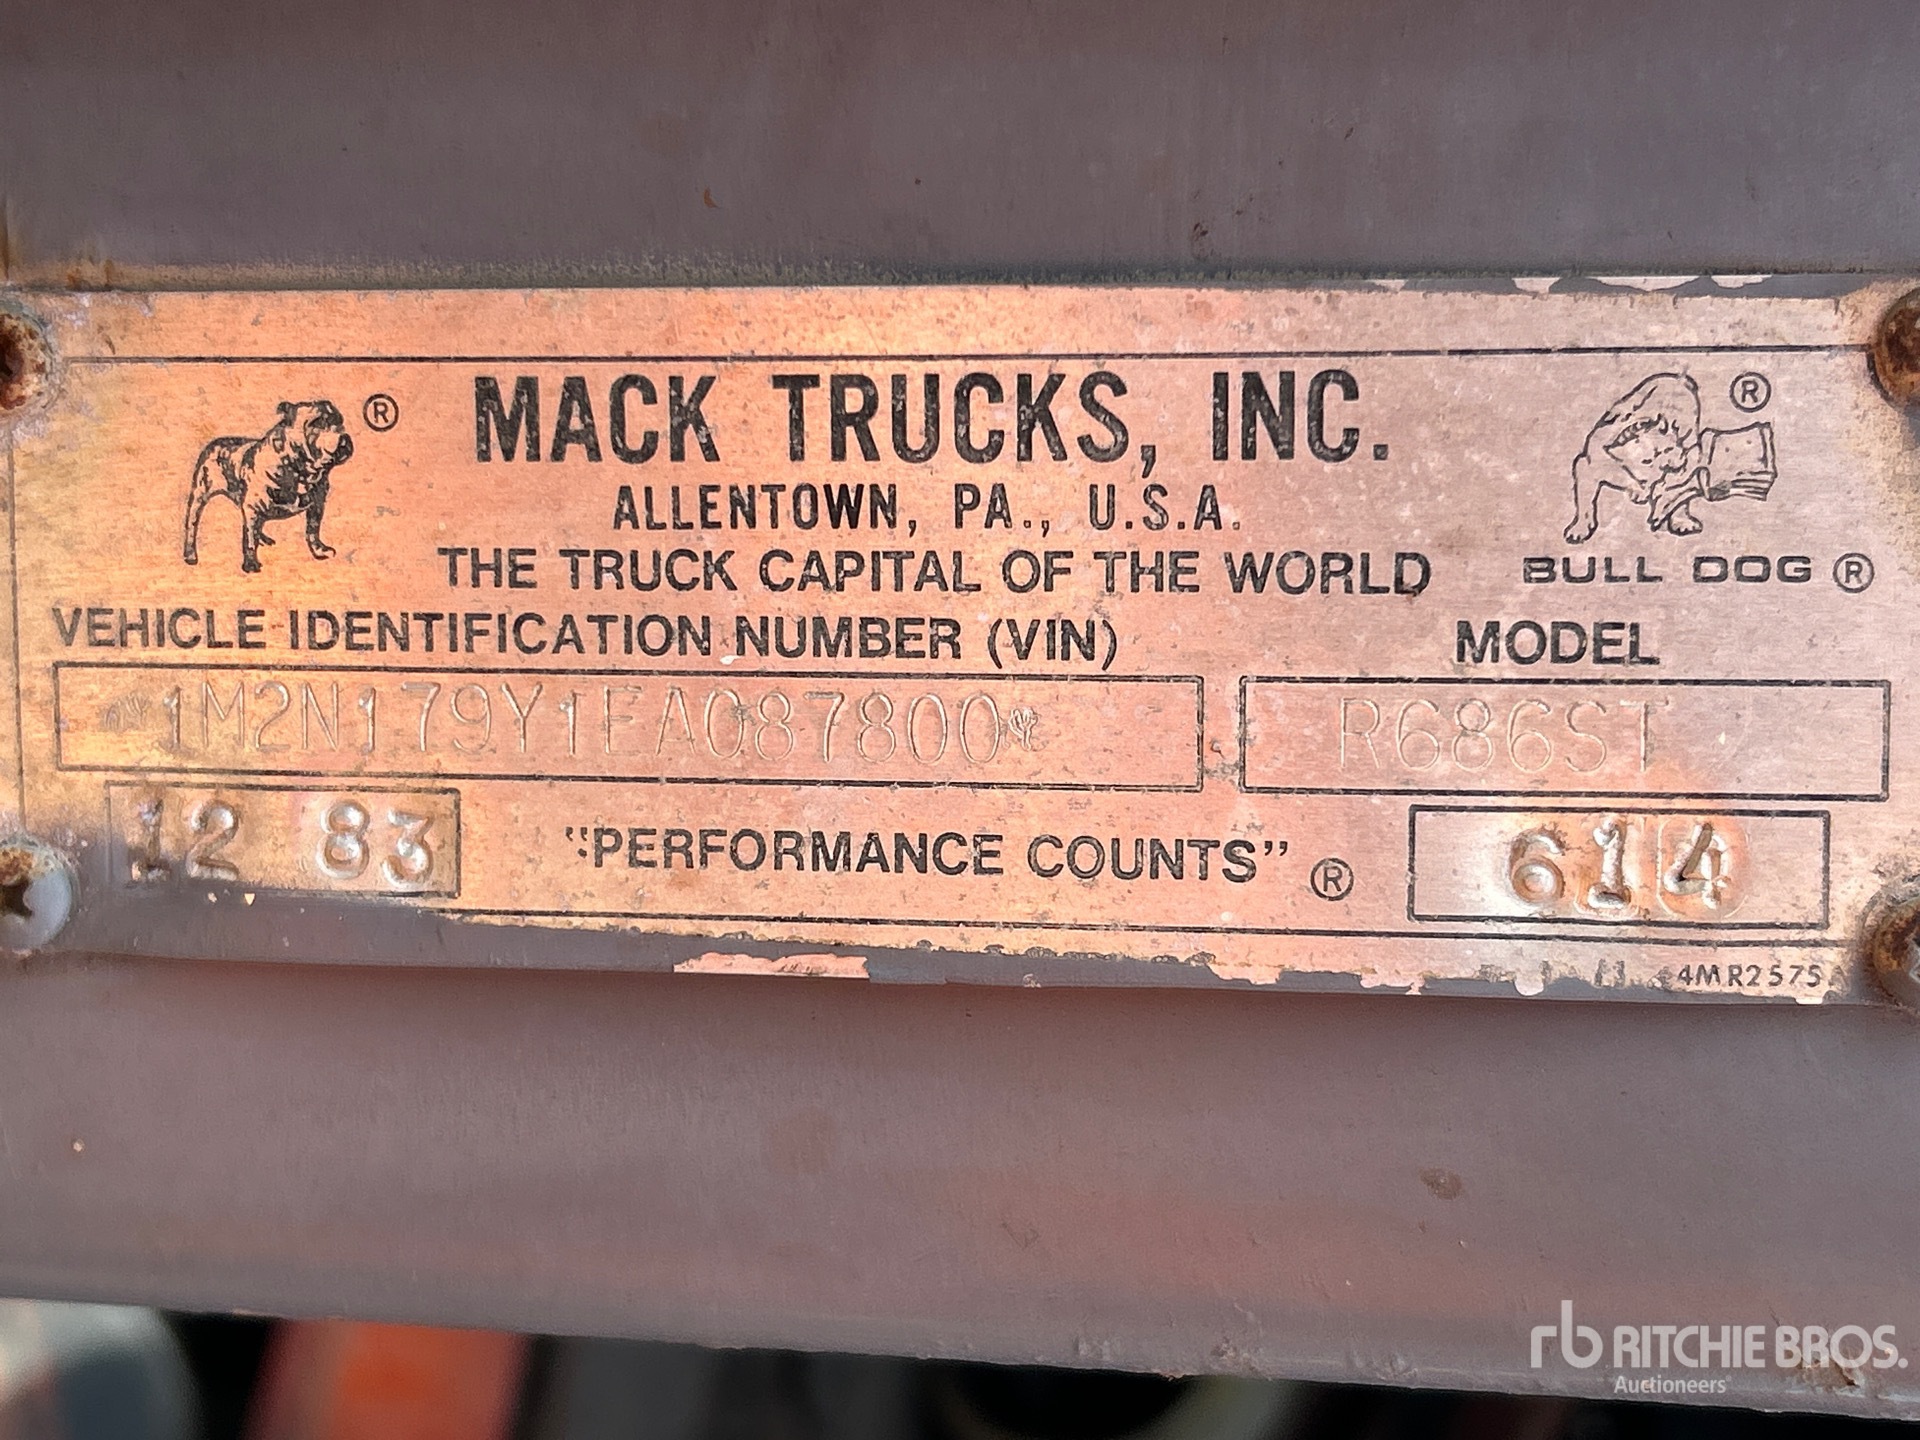 ®
MACK TRUCKS, INC.
®
ALLENTOWN, PA., U.S.A.
THE TRUCK CAPITAL OF THE WORLD
BULL DOG ®
VEHICLE IDENTIFICATION NUMBER (VIN)
MODEL
1M2N179Y1EA087800
R686ST
12 83
"PERFORMANCE COUNTS" ®
614
4MR2575
rb RITCHIE BROS.
Auctioneers